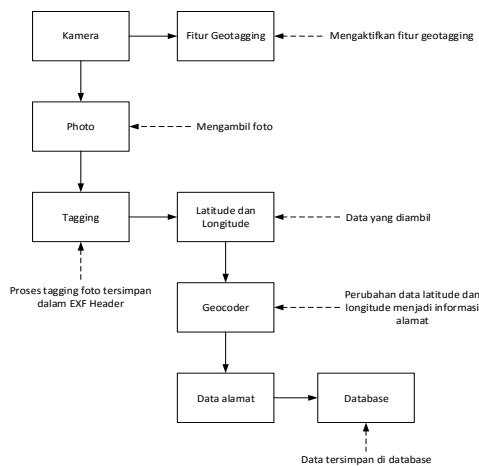 Kamera
Fitur Geotagging
Mengaktifkan fitur geotagging
Photo
Mengambil foto
Tagging
Latitude dan
Longitude
Data yang diambil
Proses tagging foto tersimpan
dalam EXF Header
Geocoder
Perubahan data latitude dan
longitude menjadi informasi
alamat
Data alamat
Database
Data tersimpan di database